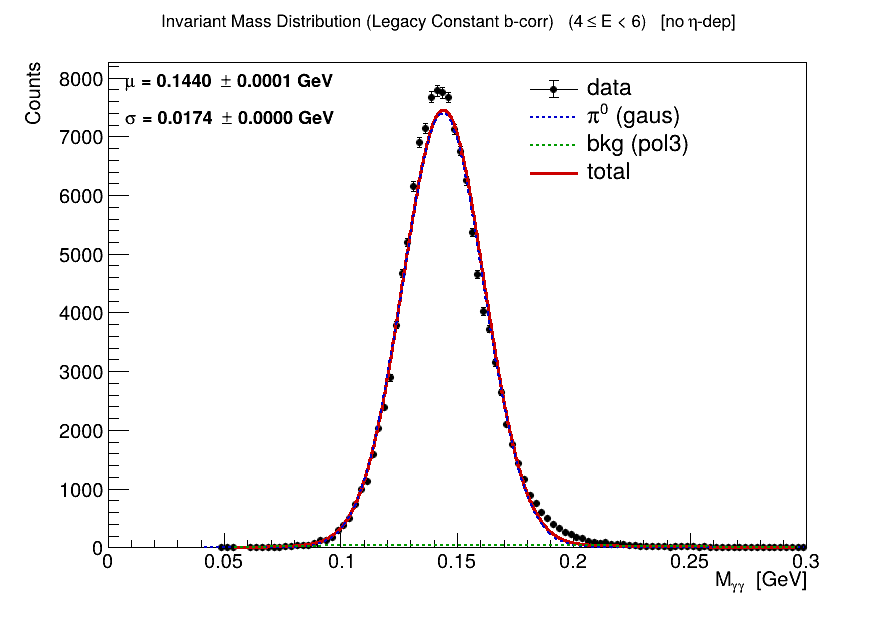 Invariant Mass Distribution (Legacy Constant b-corr) (4 ≤ E < 6) [no η-dep]
Counts
μ = 0.1440 ± 0.0001 GeV
σ = 0.0174 ± 0.0000 GeV
data
π⁰ (gaus)
bkg (pol3)
total
8000
7000
6000
5000
4000
3000
2000
1000
0
0 0.05 0.1 0.15 0.2 0.25 0.3
Mγγ [GeV]